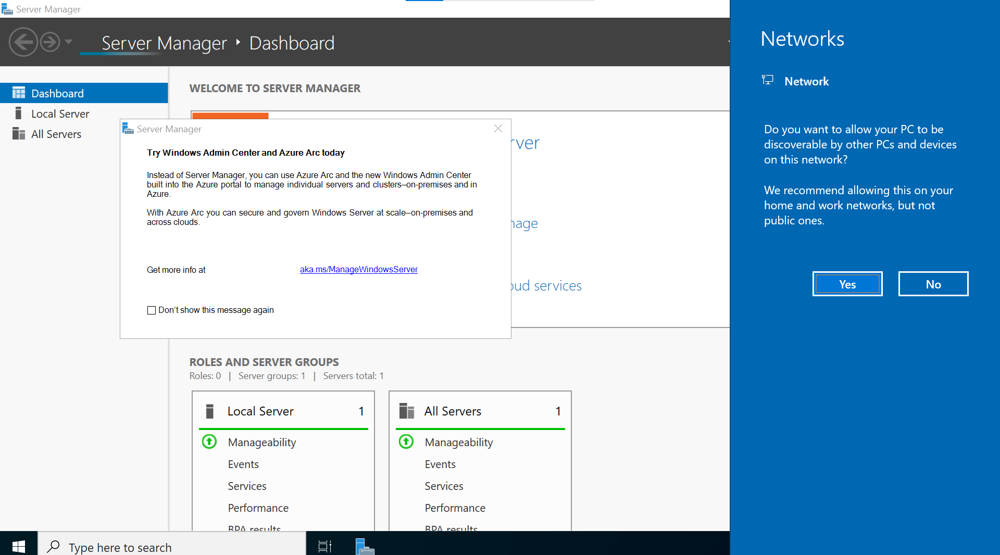 Server Manager
Server Manager
Dashboard
Dashboard
Local Server
All Servers
WELCOME TO SERVER MANAGER
Server Manager
Try Windows Admin Center and Azure Arc today
Instead of Server Manager, you can use Azure Arc and the new Windows Admin Center
built into the Azure portal to manage individual servers and clusters—on-premises and in
Azure.
With Azure Arc you can secure and govern Windows Server at scale—on-premises and
across clouds.
Get more info at
aka.ms/ManageWindowsServer
Don't show this message again
rver
nage
oud services
ROLES AND SERVER GROUPS
Roles: 0 | Server groups: 1 | Servers total: 1
Local Server 1
Manageability
Events
Services
Performance
BPA results
All Servers 1
Manageability
Events
Services
Performance
BPA results
Type here to search
Networks
Network
Do you want to allow your PC to be
discoverable by other PCs and devices
on this network?
We recommend allowing this on your
home and work networks, but not
public ones.
Yes
No